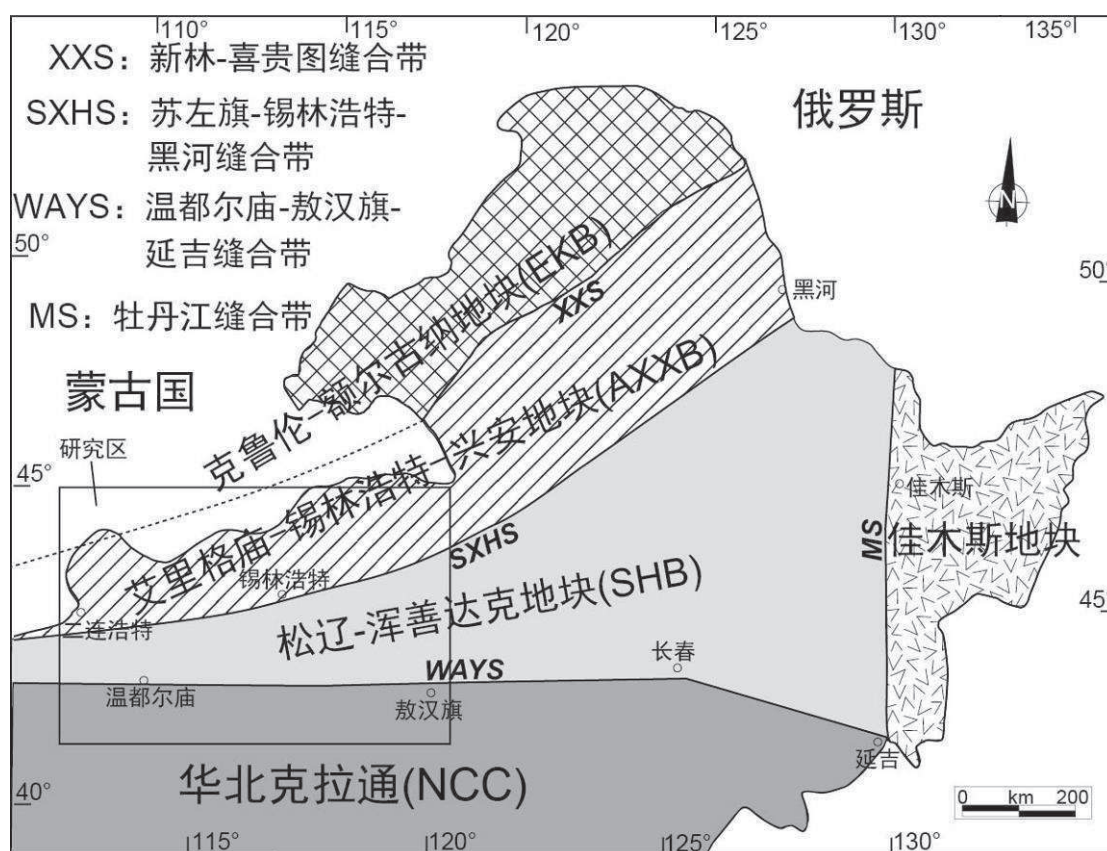 110°
115°
120°
125°
130°
135°
XXS：新林-喜贵图缝合带
SXHS：苏左旗-锡林浩特-
黑河缝合带
WAYS：温都尔庙-敖汉旗-
延吉缝合带
MS：牡丹江缝合带
俄罗斯
N
50°
50°
黑河
克鲁伦-额尔古纳地块(EKB)
XXS
蒙古国
研究区
45°
艾里格庙-锡林浩特-兴安地块(AXXB)
佳木斯
MS
佳木斯地块
SXHS
锡林浩特
45°
二连浩特
松辽-浑善达克地块(SHB)
长春
WAYS
温都尔庙
敖汉旗
延吉
华北克拉通(NCC)
40°
0 km 200
115°
120°
125°
130°